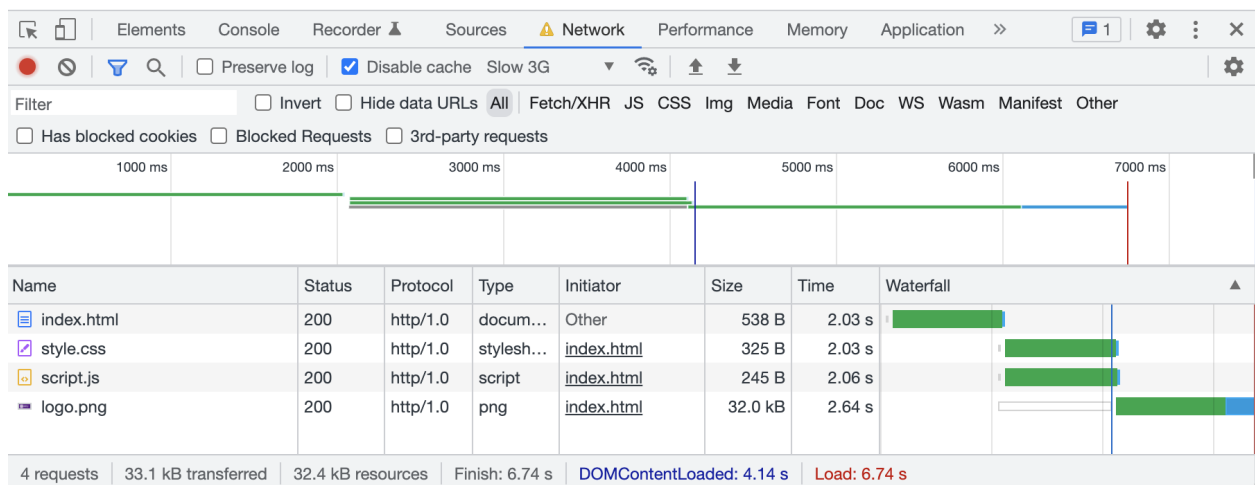 Elements Console Recorder Sources Network Performance Memory Application » 1
Preserve log Disable cache Slow 3G
Filter Invert Hide data URLs All Fetch/XHR JS CSS Img Media Font Doc WS Wasm Manifest Other
Has blocked cookies Blocked Requests 3rd-party requests
1000 ms 2000 ms 3000 ms 4000 ms 5000 ms 6000 ms 7000 ms
Name Status Protocol Type Initiator Size Time Waterfall
index.html 200 http/1.0 docum... Other 538 B 2.03 s
style.css 200 http/1.0 stylesh... index.html 325 B 2.03 s
script.js 200 http/1.0 script index.html 245 B 2.06 s
logo.png 200 http/1.0 png index.html 32.0 kB 2.64 s
4 requests 33.1 kB transferred 32.4 kB resources Finish: 6.74 s DOMContentLoaded: 4.14 s Load: 6.74 s